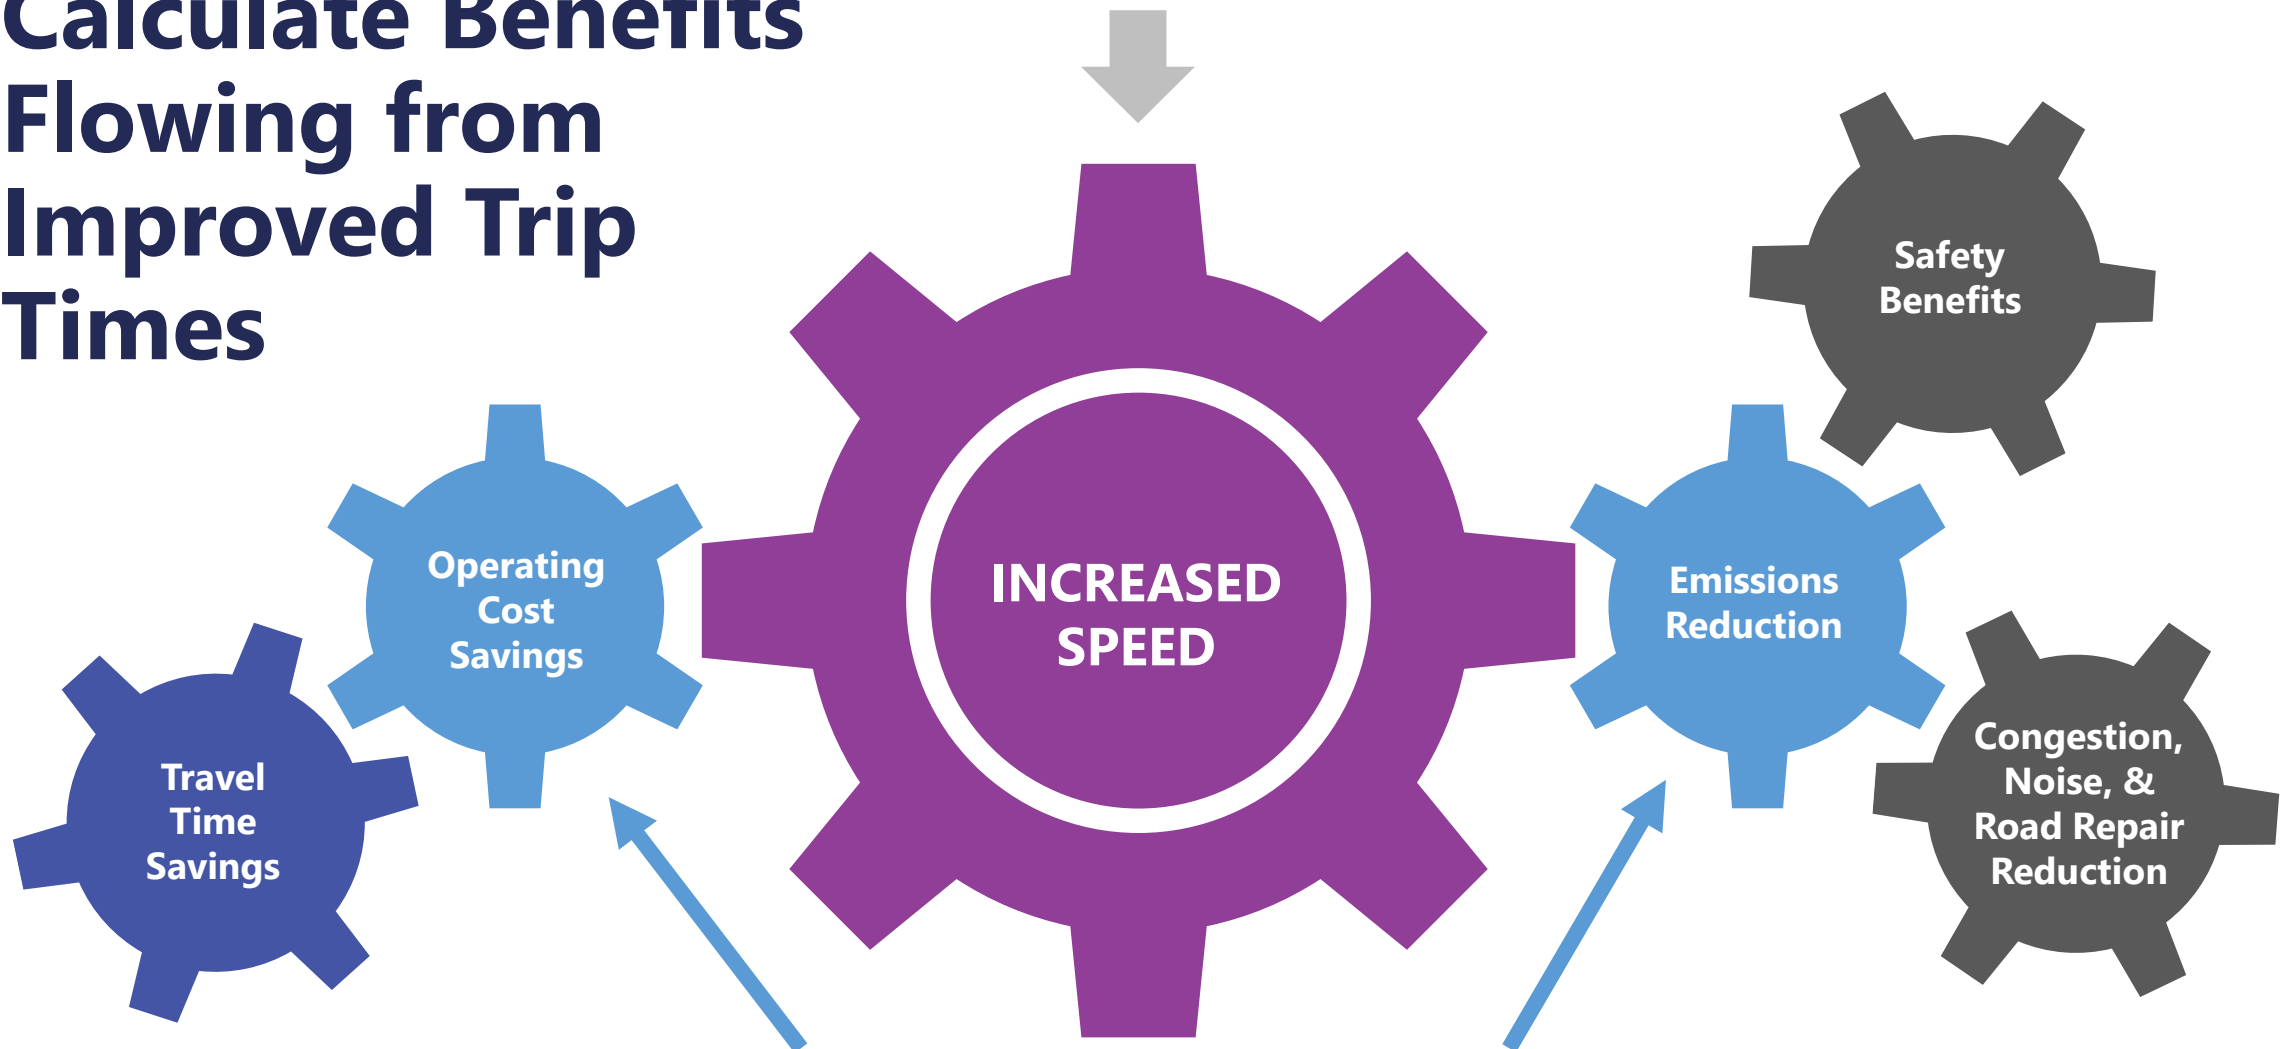 Calculate Benefits
Flowing from
Improved Trip
Times
Safety
Benefits
Operating
Cost
Savings
INCREASED
SPEED
Emissions
Reduction
Travel
Time
Savings
Congestion,
Noise, &
Road Repair
Reduction